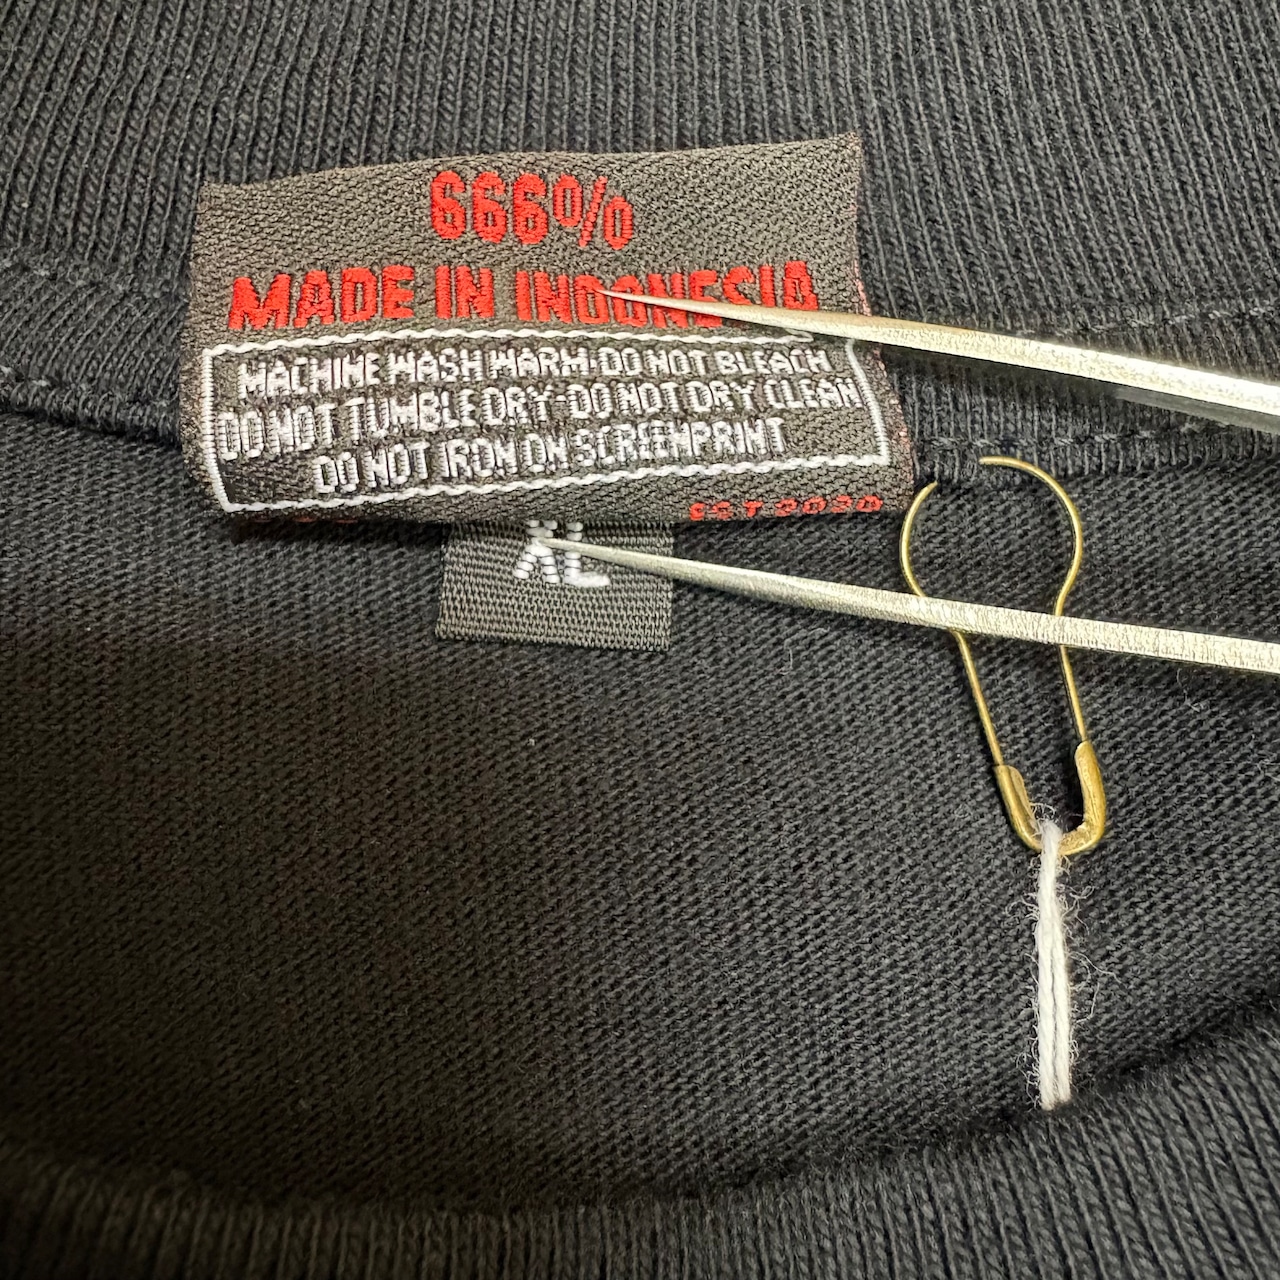 666%
MADE IN INDONESIA
MACHINE WASH WARM·DO NOT BLEACH
DO NOT TUMBLE DRY·DO NOT DRY CLEAN
DO NOT IRON ON SCREENPRINT
EST 2020
XL